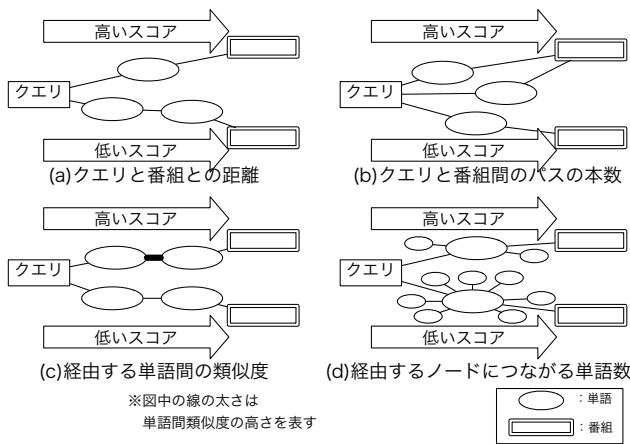 高いスコア
クエリ
低いスコア
(a)クエリと番組との距離
高いスコア
クエリ
低いスコア
(b)クエリと番組間のパスの本数
高いスコア
クエリ
低いスコア
(c)経由する単語間の類似度
高いスコア
クエリ
低いスコア
(d)経由するノードにつながる単語数
※図中の線の太さは
単語間類似度の高さを表す
：単語
：番組